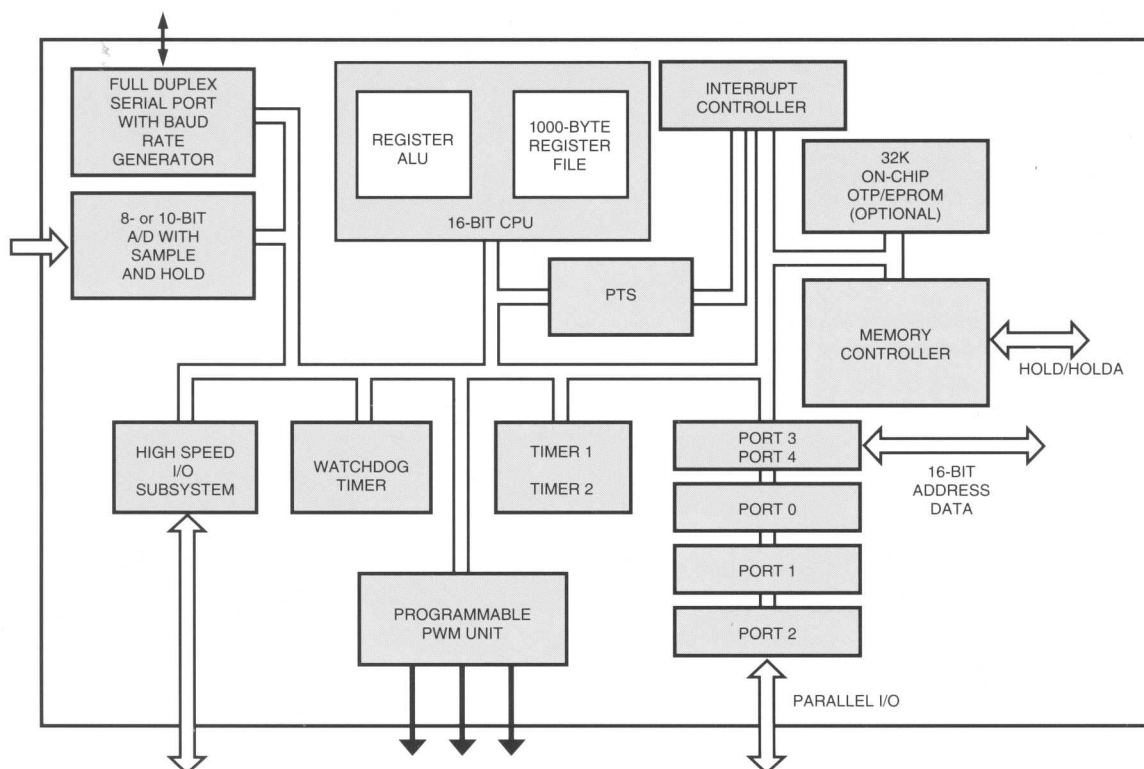 FULL DUPLEX
SERIAL PORT
WITH BAUD
RATE
GENERATOR
8- or 10-BIT
A/D WITH
SAMPLE
AND HOLD
REGISTER
ALU
1000-BYTE
REGISTER
FILE
16-BIT CPU
INTERRUPT
CONTROLLER
32K
ON-CHIP
OTP/EPROM
(OPTIONAL)
PTS
MEMORY
CONTROLLER
HOLD/HOLDA
HIGH SPEED
I/O
SUBSYSTEM
WATCHDOG
TIMER
TIMER 1
TIMER 2
PORT 3
PORT 4
16-BIT
ADDRESS
DATA
PORT 0
PORT 1
PORT 2
PROGRAMMABLE
PWM UNIT
PARALLEL I/O